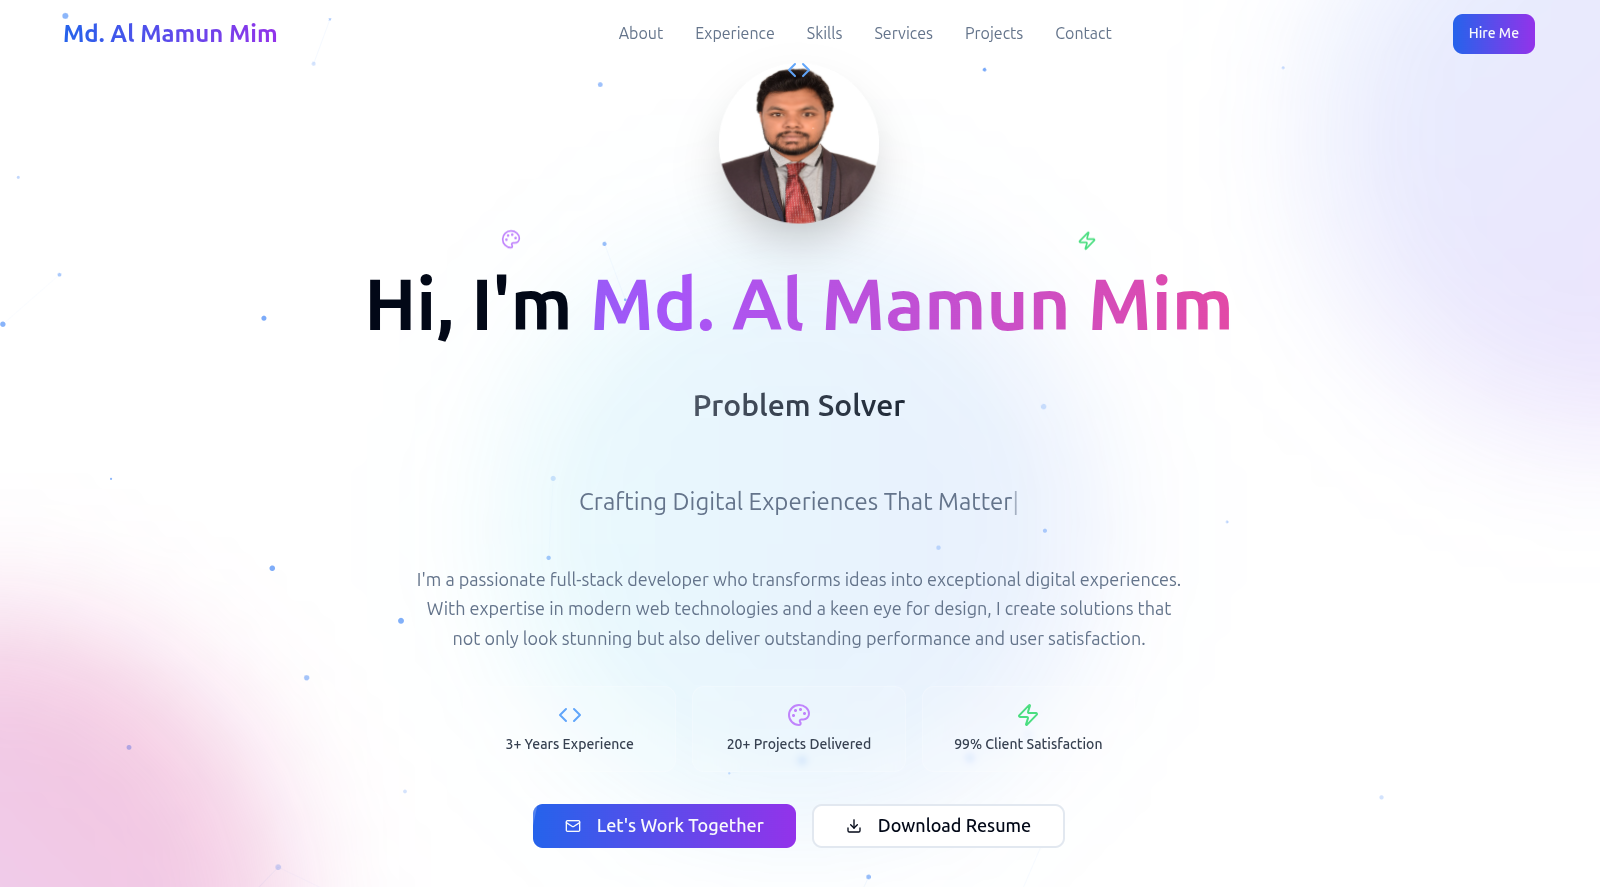 Md. Al Mamun Mim
About Experience Skills Services Projects Contact
Hire Me
Hi, I'm Md. Al Mamun Mim
Problem Solver
Crafting Digital Experiences That Matter|
I'm a passionate full-stack developer who transforms ideas into exceptional digital experiences.
With expertise in modern web technologies and a keen eye for design, I create solutions that
not only look stunning but also deliver outstanding performance and user satisfaction.
3+ Years Experience
20+ Projects Delivered
99% Client Satisfaction
Let's Work Together
Download Resume